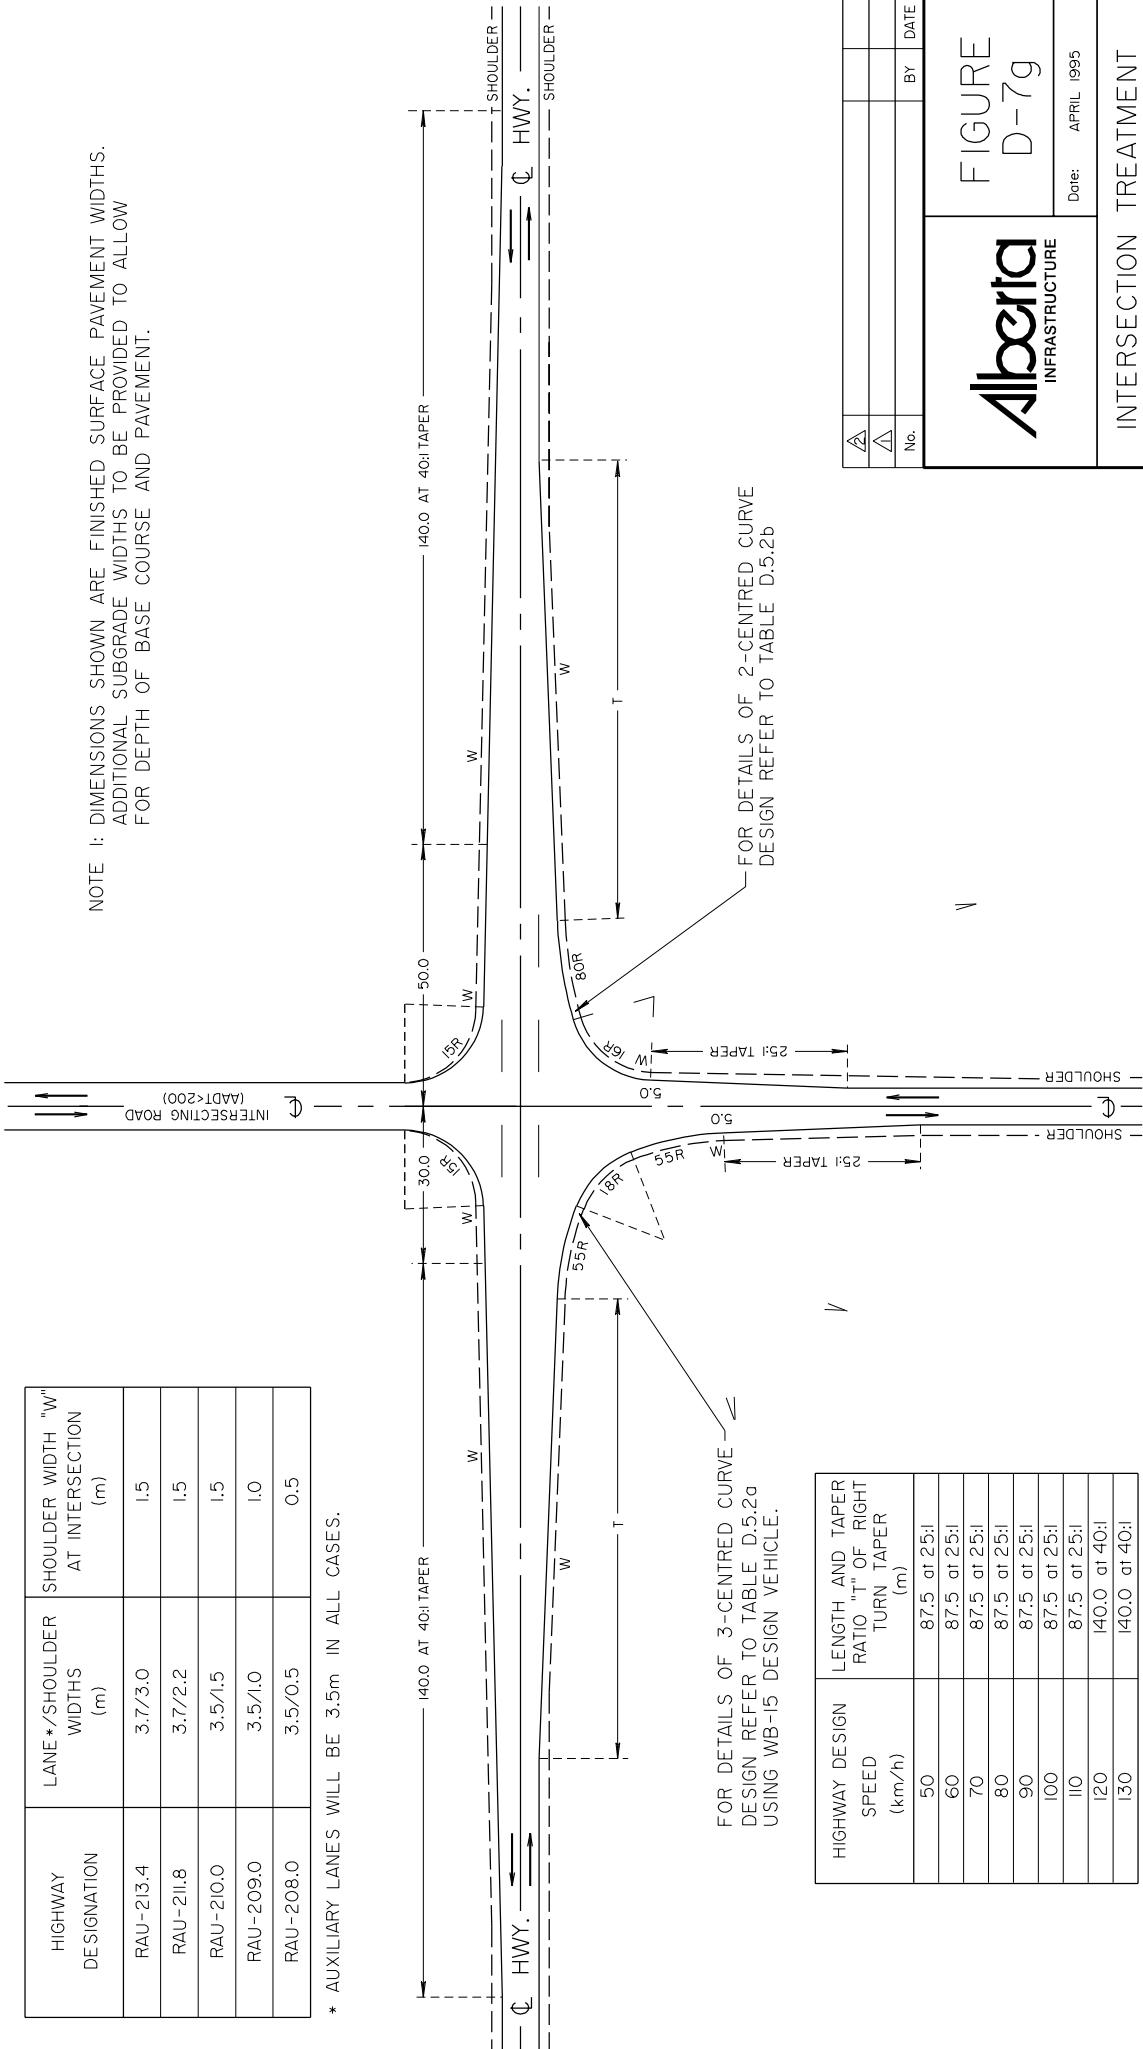 NOTE 1: DIMENSIONS SHOWN ARE FINISHED SURFACE PAVEMENT WIDTHS.
ADDITIONAL SUBGRADE WIDTHS TO BE PROVIDED TO ALLOW
FOR DEPTH OF BASE COURSE AND PAVEMENT.
HIGHWAY DESIGNATION
LANE*/SHOULDER WIDTHS (m)
SHOULDER WIDTH "W" AT INTERSECTION (m)
RAU-213.4 3.7/3.0 1.5
RAU-211.8 3.7/2.2 1.5
RAU-210.0 3.5/1.5 1.5
RAU-209.0 3.5/1.0 1.0
RAU-208.0 3.5/0.5 0.5
* AUXILIARY LANES WILL BE 3.5m IN ALL CASES.
INTERSECTING ROAD
(AADT<200)
140.0 AT 40:1 TAPER
30.0
50.0
140.0 AT 40:1 TAPER
15R
15R
W
W
W
W
SHOULDER
℄ HWY.
℄ HWY.
SHOULDER
℄
W
W
T
T
55R
18R
55R
W
80R
16R
W
5.0
5.0
25:1 TAPER
25:1 TAPER
SHOULDER
SHOULDER
℄
FOR DETAILS OF 3-CENTRED CURVE
DESIGN REFER TO TABLE D.5.2a
USING WB-15 DESIGN VEHICLE.
FOR DETAILS OF 2-CENTRED CURVE
DESIGN REFER TO TABLE D.5.2b
HIGHWAY DESIGN SPEED (km/h)
LENGTH AND TAPER RATIO "T" OF RIGHT TURN TAPER (m)
50 87.5 at 25:1
60 87.5 at 25:1
70 87.5 at 25:1
80 87.5 at 25:1
90 87.5 at 25:1
100 87.5 at 25:1
110 87.5 at 25:1
120 140.0 at 40:1
130 140.0 at 40:1
2
1
No. BY DATE
Alberta
INFRASTRUCTURE
FIGURE
D-7g
Date: APRIL 1995
INTERSECTION TREATMENT